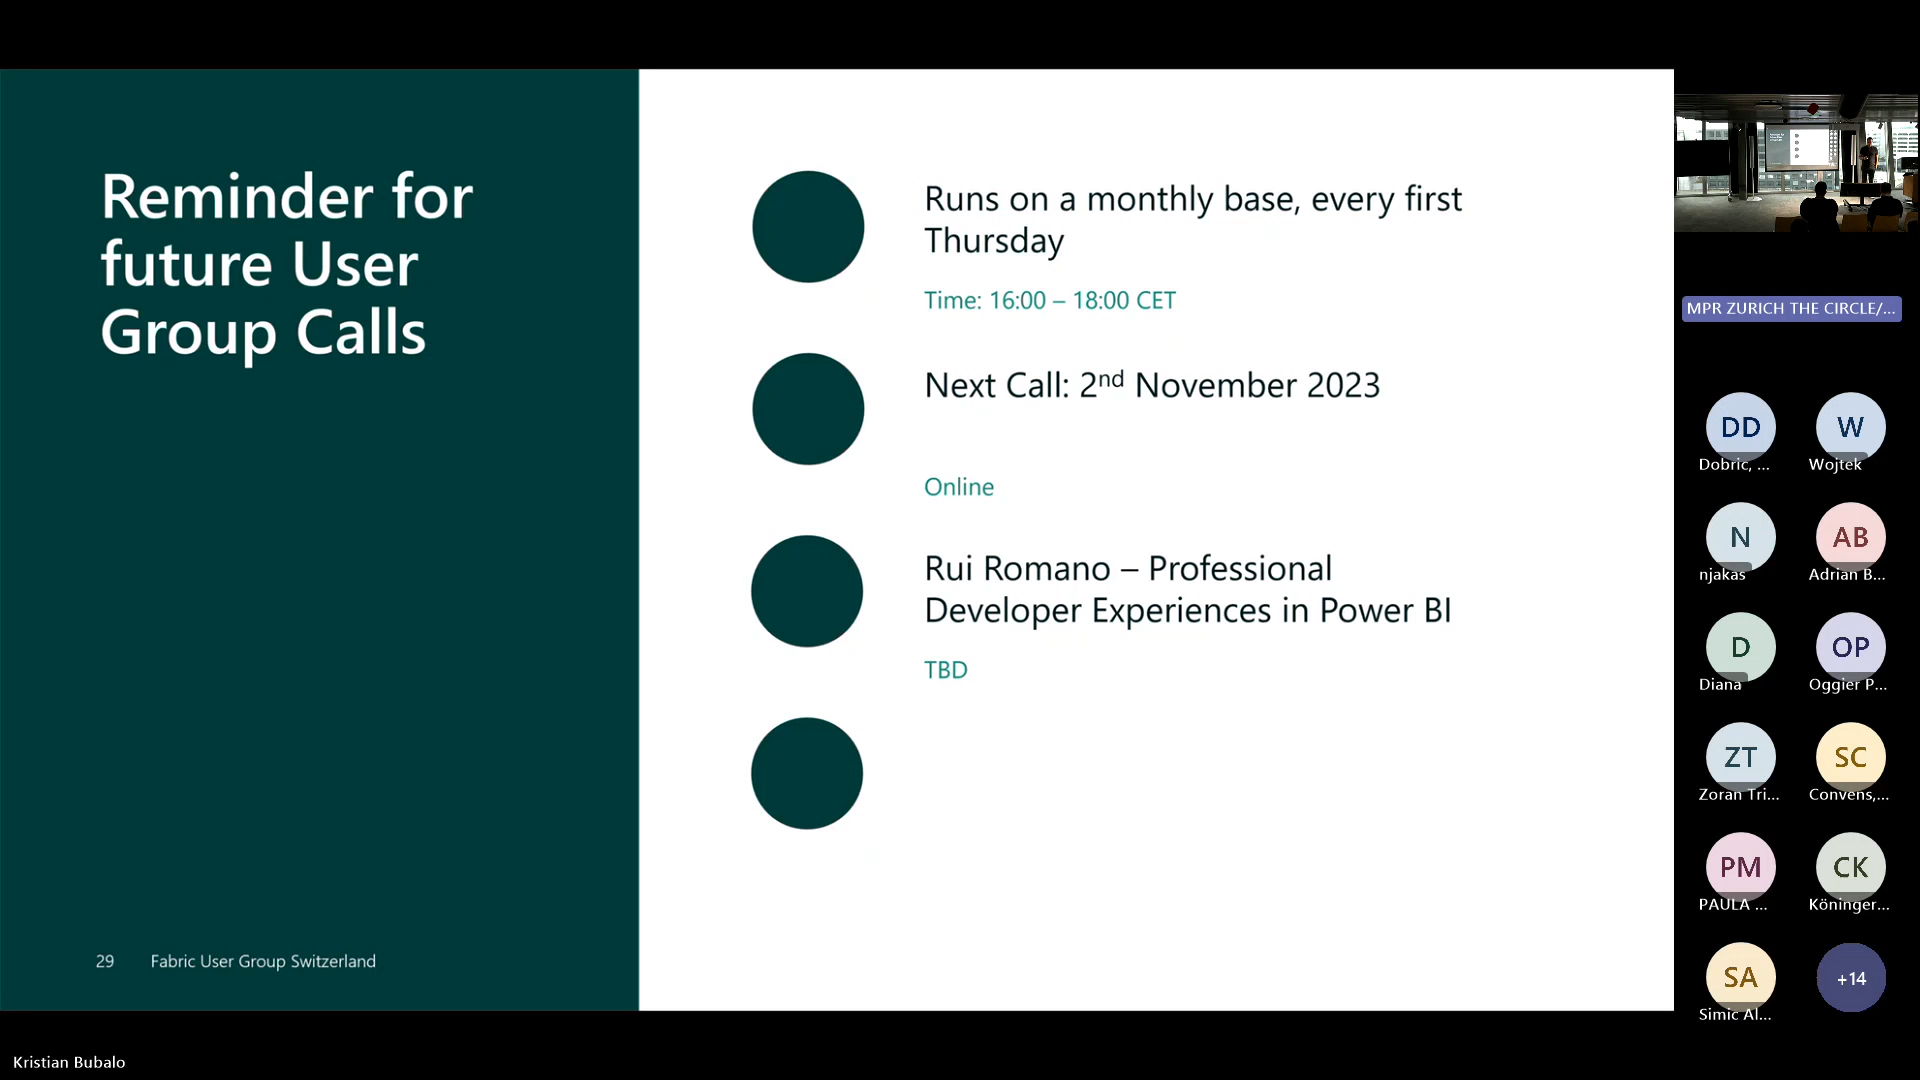 Reminder for
future User
Group Calls
29 Fabric User Group Switzerland
Runs on a monthly base, every first
Thursday
Time: 16:00 – 18:00 CET
Next Call: 2nd November 2023
Online
Rui Romano – Professional
Developer Experiences in Power BI
TBD
MPR ZURICH THE CIRCLE/...
DD W
Dobric, ... Wojtek
N AB
njakas Adrian B...
D OP
Diana Oggier P...
ZT SC
Zoran Tri... Convens,...
PM CK
PAULA ... Köninger...
SA +14
Simic Al...
Kristian Bubalo